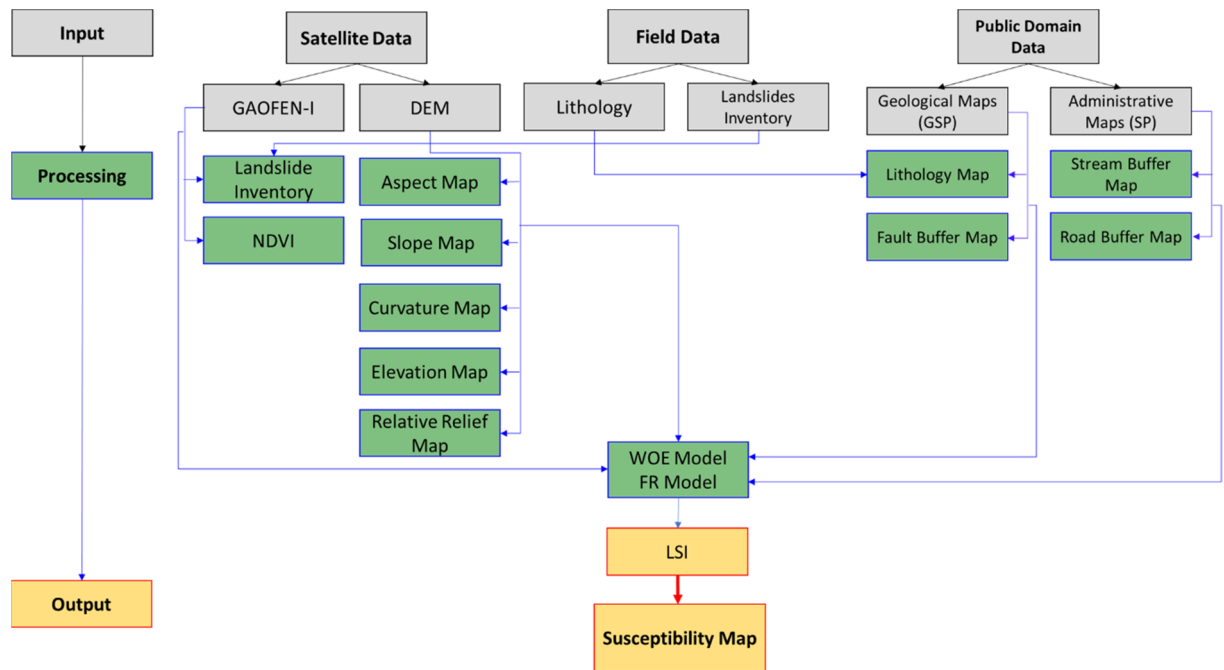 Input
Satellite Data
Field Data
Public Domain
Data
GAOFEN-I
DEM
Lithology
Landslides
Inventory
Geological Maps
(GSP)
Administrative
Maps (SP)
Processing
Landslide
Inventory
Aspect Map
Lithology Map
Stream Buffer
Map
NDVI
Slope Map
Fault Buffer Map
Road Buffer Map
Curvature Map
Elevation Map
Relative Relief
Map
WOE Model
FR Model
LSI
Output
Susceptibility Map